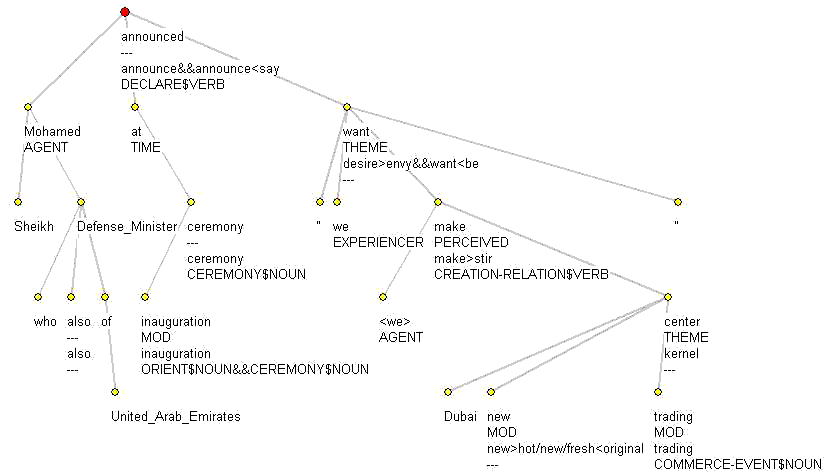 announced
---
announce&&announce<say
DECLARE$VERB
Mohamed
AGENT
at
TIME
want
THEME
desire>envy&&want<be
---
Sheikh
Defense_Minister
ceremony
---
ceremony
CEREMONY$NOUN
"
we
EXPERIENCER
make
PERCEIVED
make>stir
CREATION-RELATION$VERB
"
who
also
---
also
---
of
inauguration
MOD
inauguration
ORIENT$NOUN&&CEREMONY$NOUN
<we>
AGENT
center
THEME
kernel
---
United_Arab_Emirates
Dubai
new
MOD
new>hot/new/fresh<original
---
trading
MOD
trading
COMMERCE-EVENT$NOUN